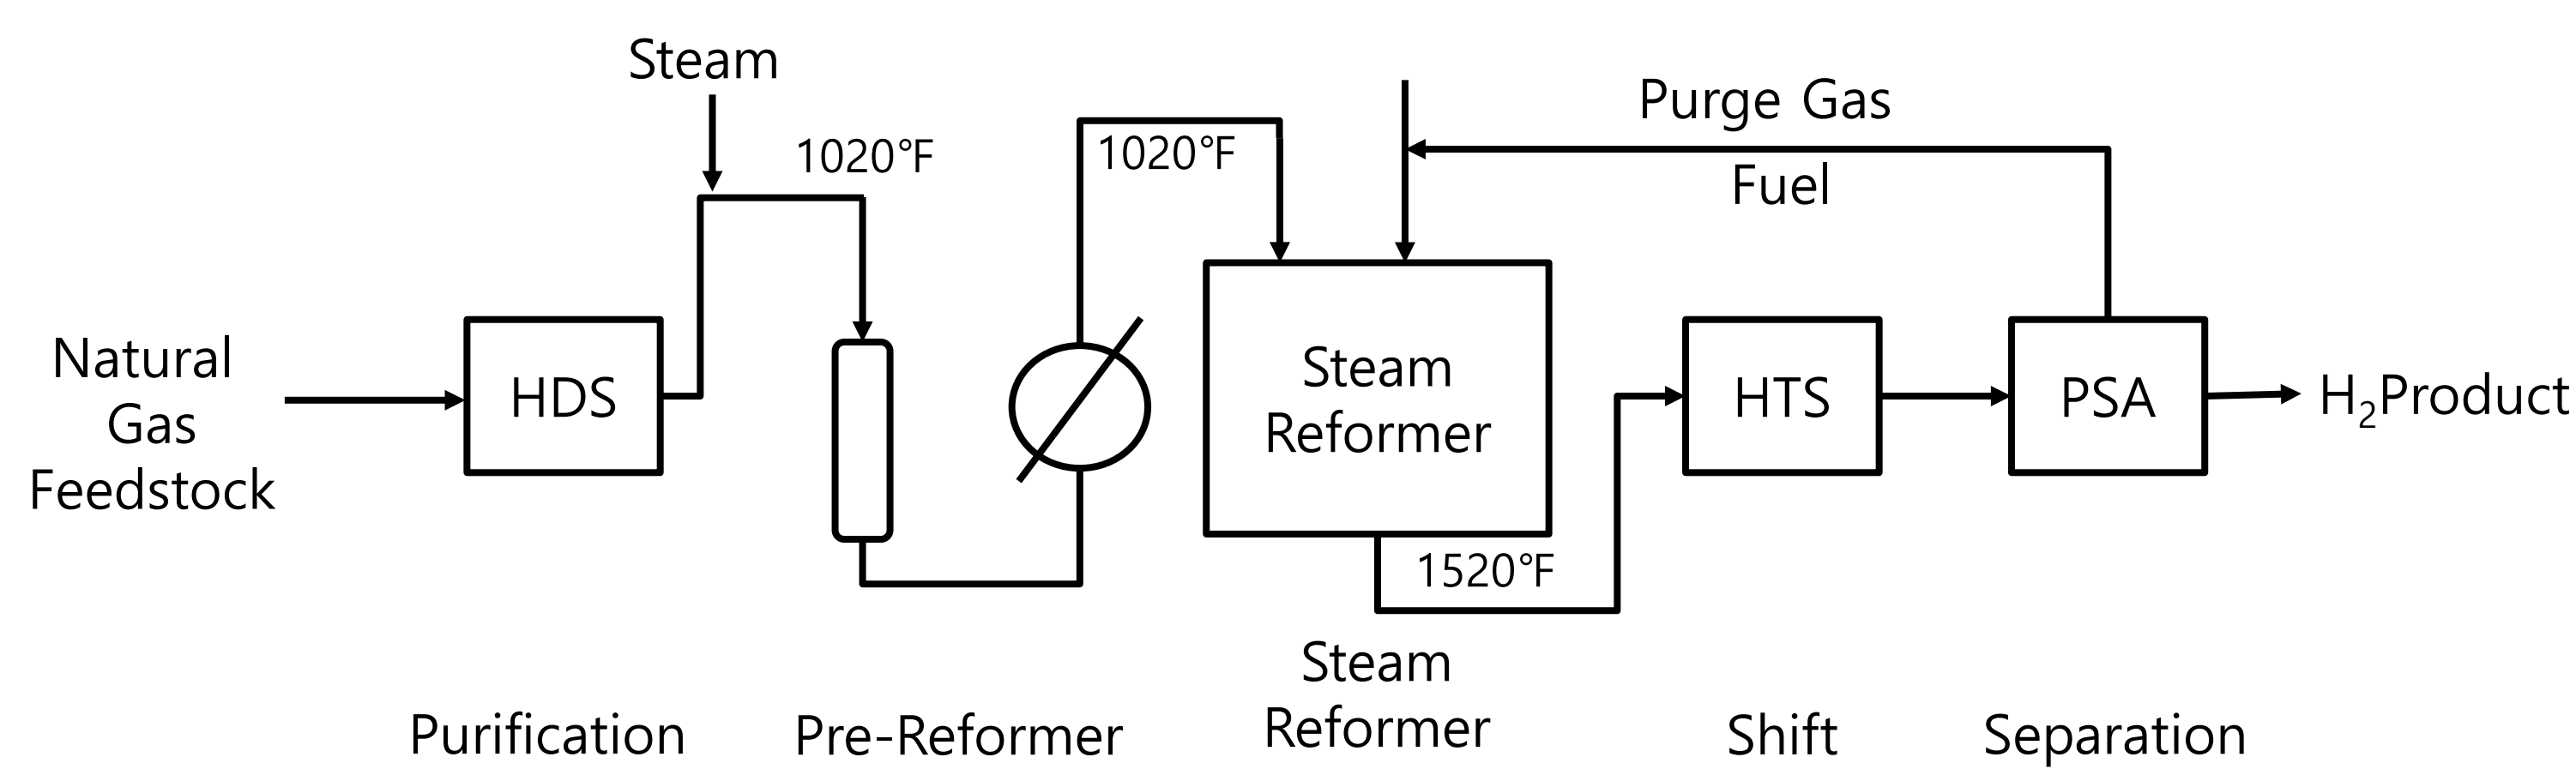 Steam
1020°F
1020°F
Purge Gas
Fuel
Natural
Gas
Feedstock
HDS
Steam
Reformer
HTS
PSA
H₂Product
1520°F
Steam
Reformer
Purification
Pre-Reformer
Shift
Separation